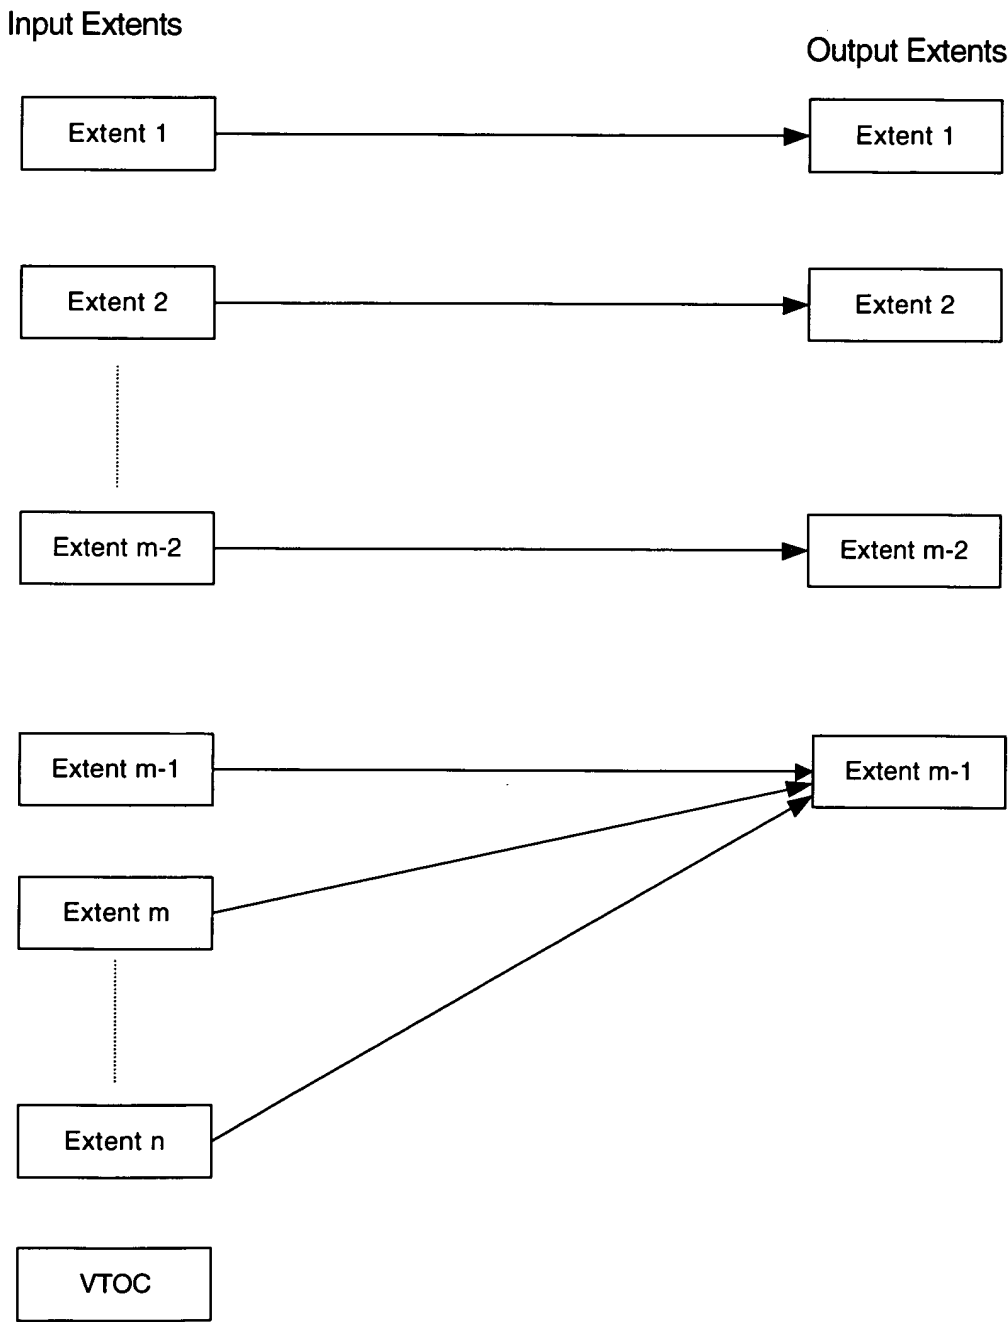 Input Extents
Output Extents
Extent 1
Extent 1
Extent 2
Extent 2
Extent m-2
Extent m-2
Extent m-1
Extent m-1
Extent m
Extent n
VTOC